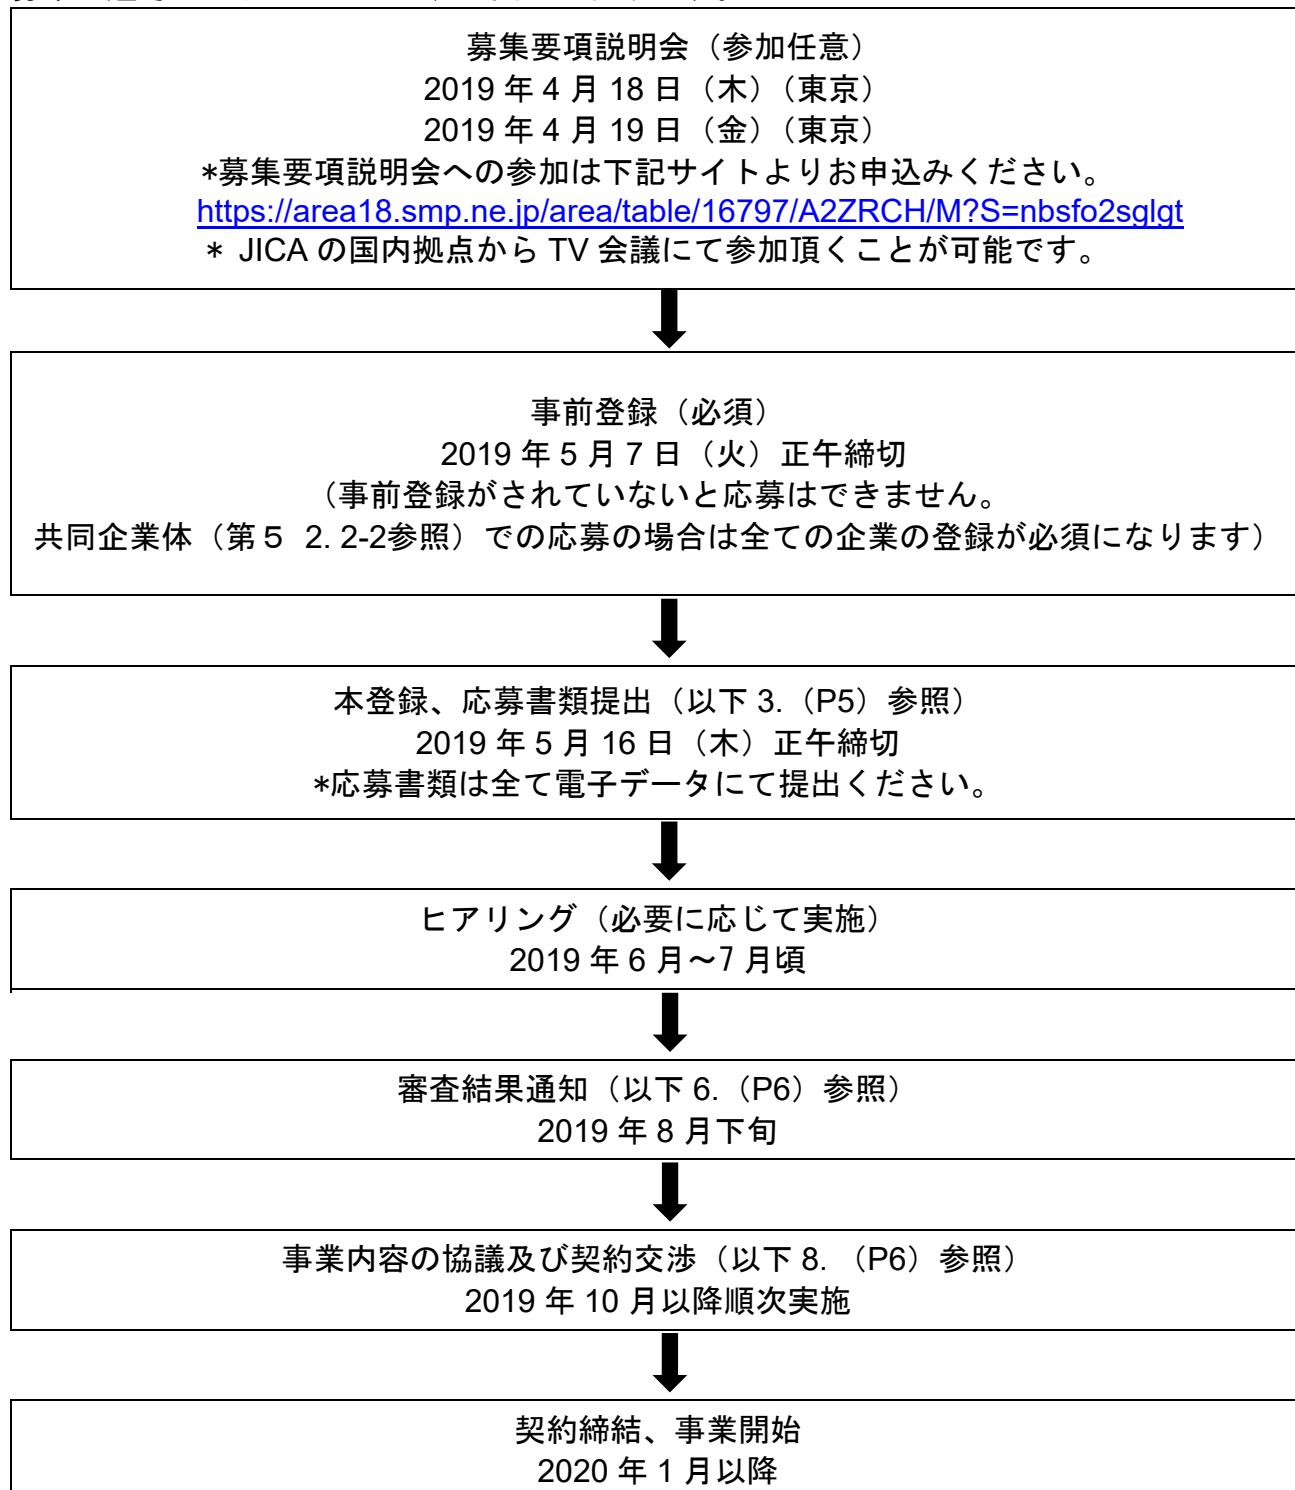 募集要項説明会（参加任意）
2019 年 4 月 18 日（木）（東京）
2019 年 4 月 19 日（金）（東京）
*募集要項説明会への参加は下記サイトよりお申込みください。
https://area18.smp.ne.jp/area/table/16797/A2ZRCH/M?S=nbsfo2sglgt
* JICA の国内拠点から TV 会議にて参加頂くことが可能です。
事前登録（必須）
2019 年 5 月 7 日（火）正午締切
（事前登録がされていないと応募はできません。
共同企業体（第５ 2. 2-2参照）での応募の場合は全ての企業の登録が必須になります）
本登録、応募書類提出（以下 3.（P5）参照）
2019 年 5 月 16 日（木）正午締切
*応募書類は全て電子データにて提出ください。
ヒアリング（必要に応じて実施）
2019 年 6 月～7 月頃
審査結果通知（以下 6.（P6）参照）
2019 年 8 月下旬
事業内容の協議及び契約交渉（以下 8. （P6）参照）
2019 年 10 月以降順次実施
契約締結、事業開始
2020 年 1 月以降